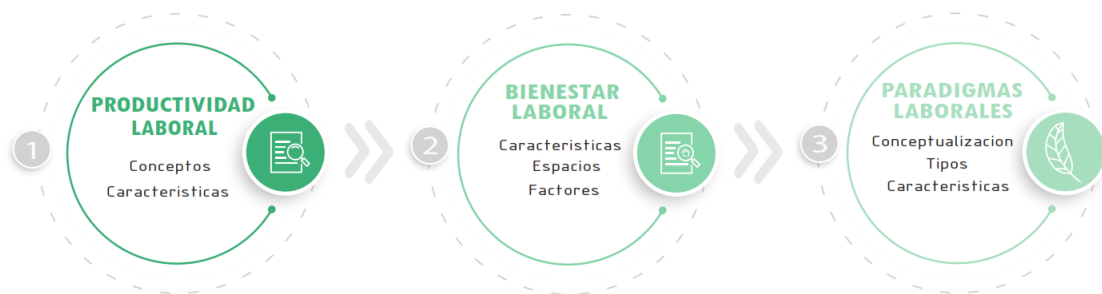 1
PRODUCTIVIDAD
LABORAL
Conceptos
Caracteristicas
2
BIENESTAR
LABORAL
Caracteristicas
Espacios
Factores
3
PARADIGMAS
LABORALES
Conceptualizacion
Tipos
Caracteristicas